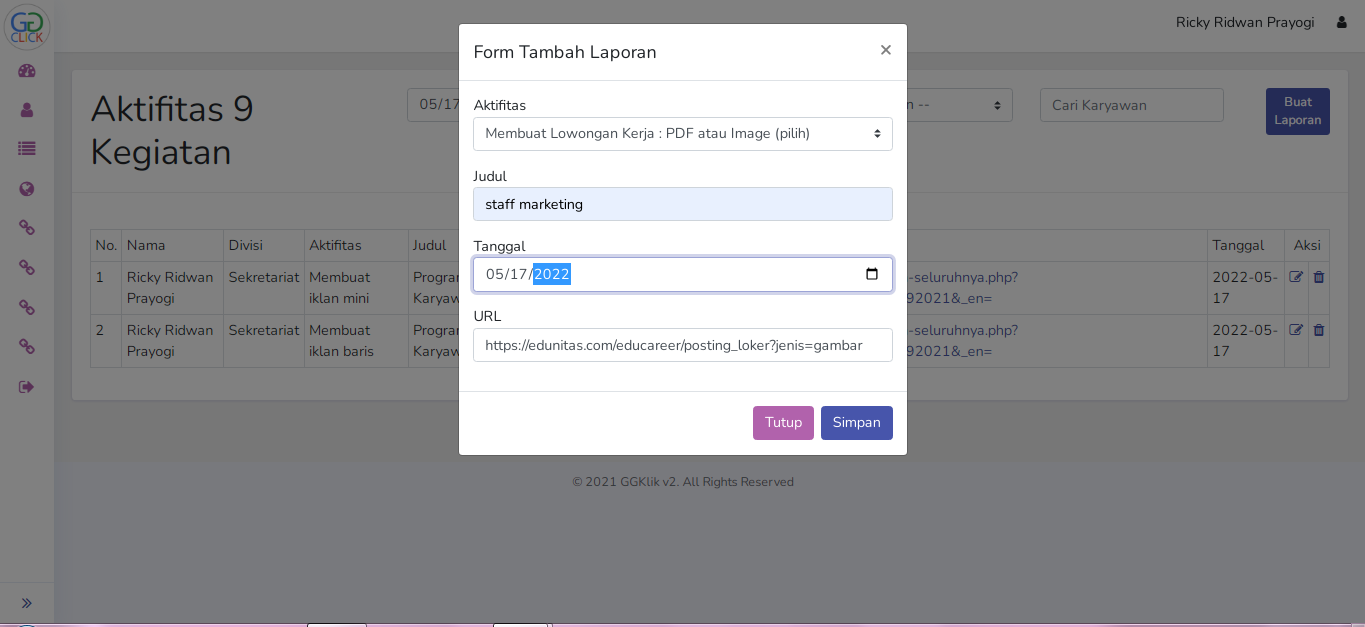 GG
CLICK
Ricky Ridwan Prayogi
Aktifitas 9
Kegiatan
05/17
n --
Cari Karyawan
Buat
Laporan
Form Tambah Laporan
×
Aktifitas
Membuat Lowongan Kerja : PDF atau Image (pilih)
Judul
staff marketing
Tanggal
05/17/2022
URL
https://edunitas.com/educareer/posting_loker?jenis=gambar
Tutup Simpan
No. Nama Divisi Aktifitas Judul Tanggal Aksi
1 Ricky Ridwan Sekretariat Membuat Progra -seluruhnya.php? 2022-05-
Prayogi iklan mini Karyaw 92021&_en= 17
2 Ricky Ridwan Sekretariat Membuat Progra -seluruhnya.php? 2022-05-
Prayogi iklan baris Karyaw 92021&_en= 17
© 2021 GGKlik v2. All Rights Reserved